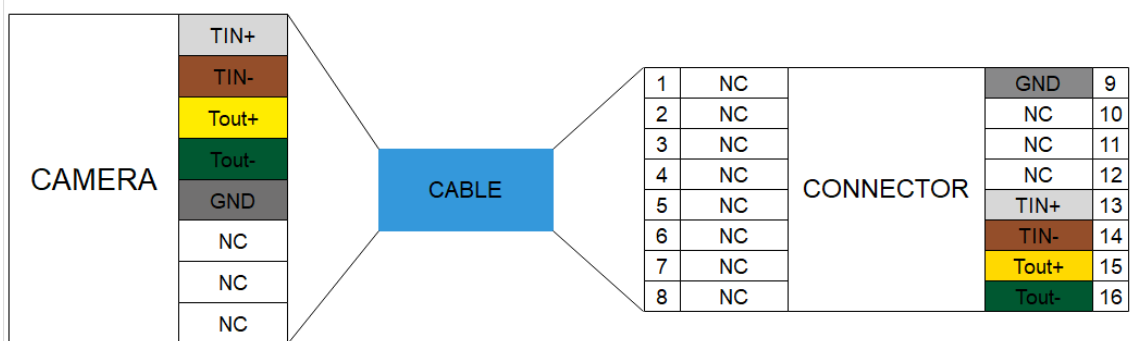 CAMERA
TIN+
TIN-
Tout+
Tout-
GND
NC
NC
NC
CABLE
1 NC
2 NC
3 NC
4 NC
5 NC
6 NC
7 NC
8 NC
CONNECTOR
GND 9
NC 10
NC 11
NC 12
TIN+ 13
TIN- 14
Tout+ 15
Tout- 16